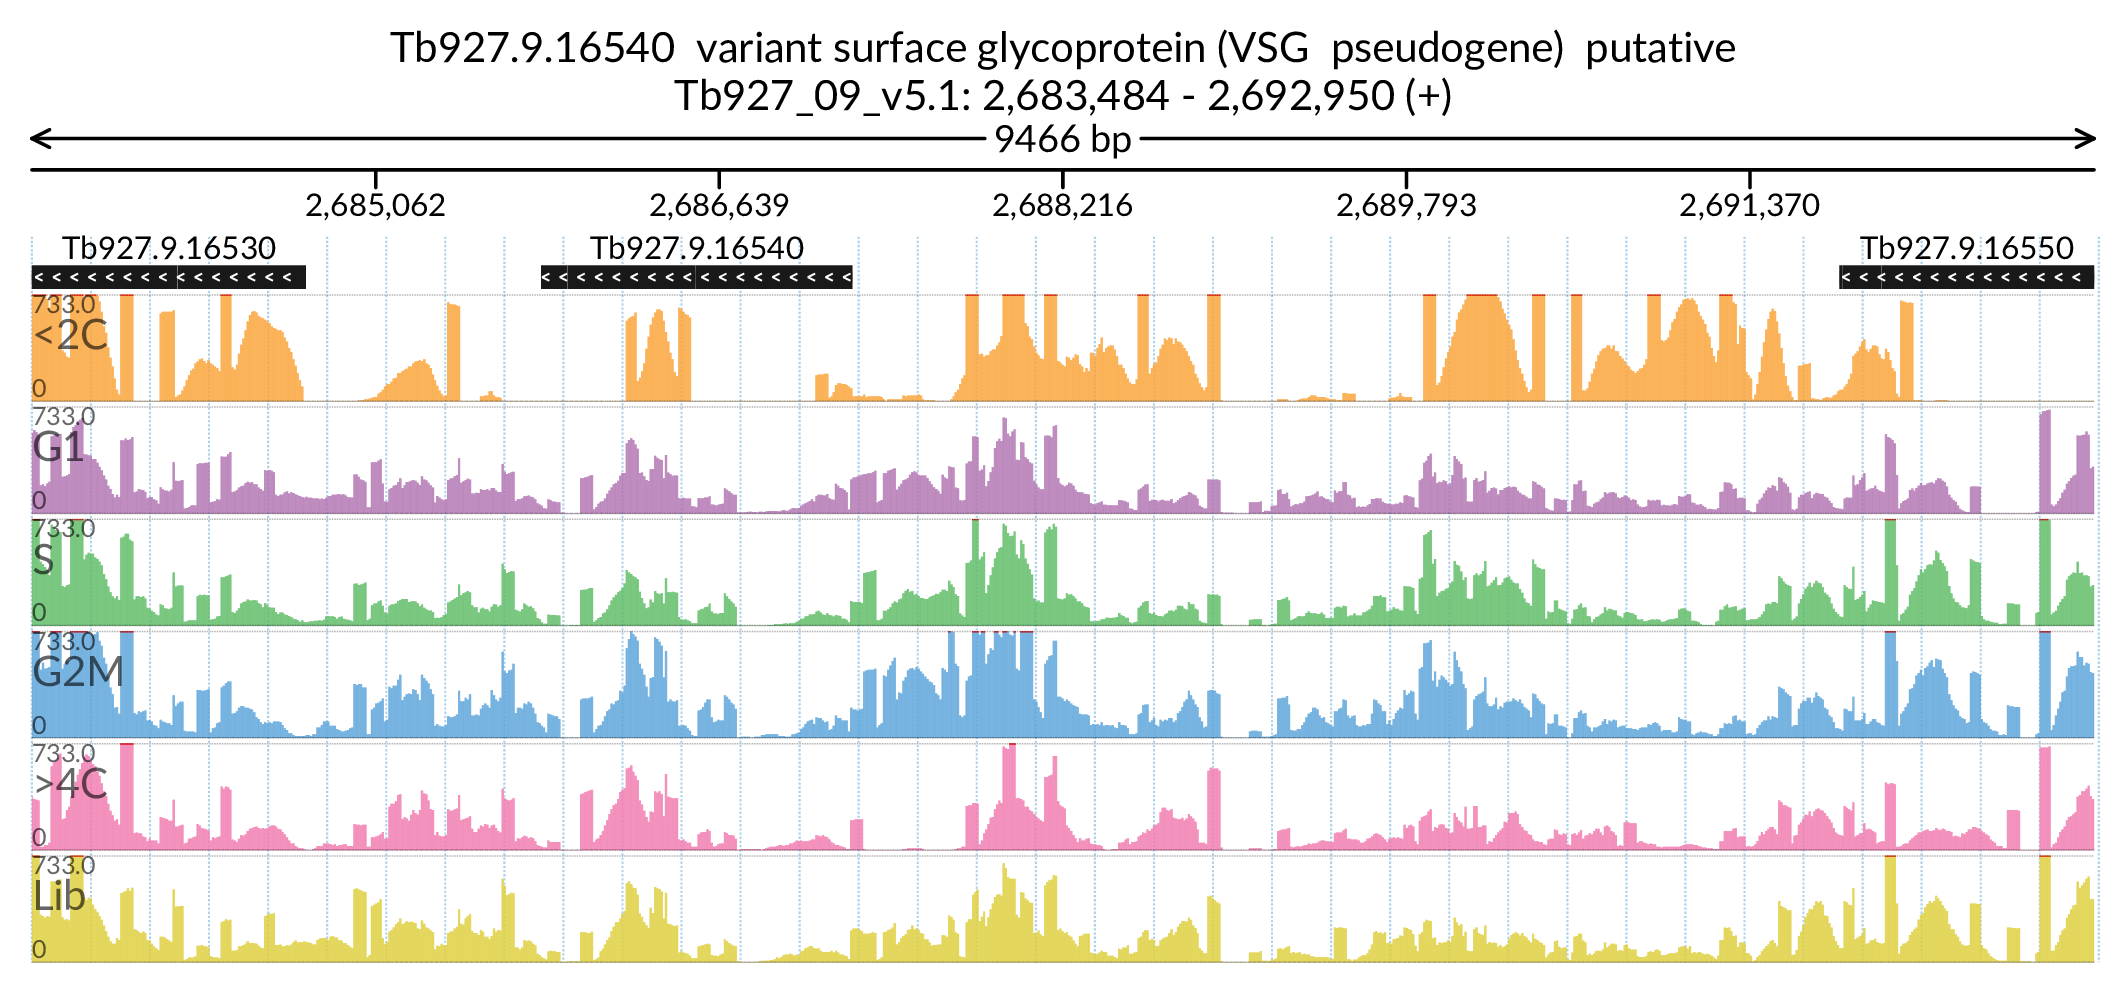 Tb927.9.16540 variant surface glycoprotein (VSG pseudogene) putative
Tb927_09_v5.1: 2,683,484 - 2,692,950 (+)
9466 bp
2,685,062 2,686,639 2,688,216 2,689,793 2,691,370
Tb927.9.16530 Tb927.9.16540 Tb927.9.16550
733.0
<2C
0
733.0
G1
0
733.0
S
0
733.0
G2M
0
733.0
>4C
0
733.0
Lib
0